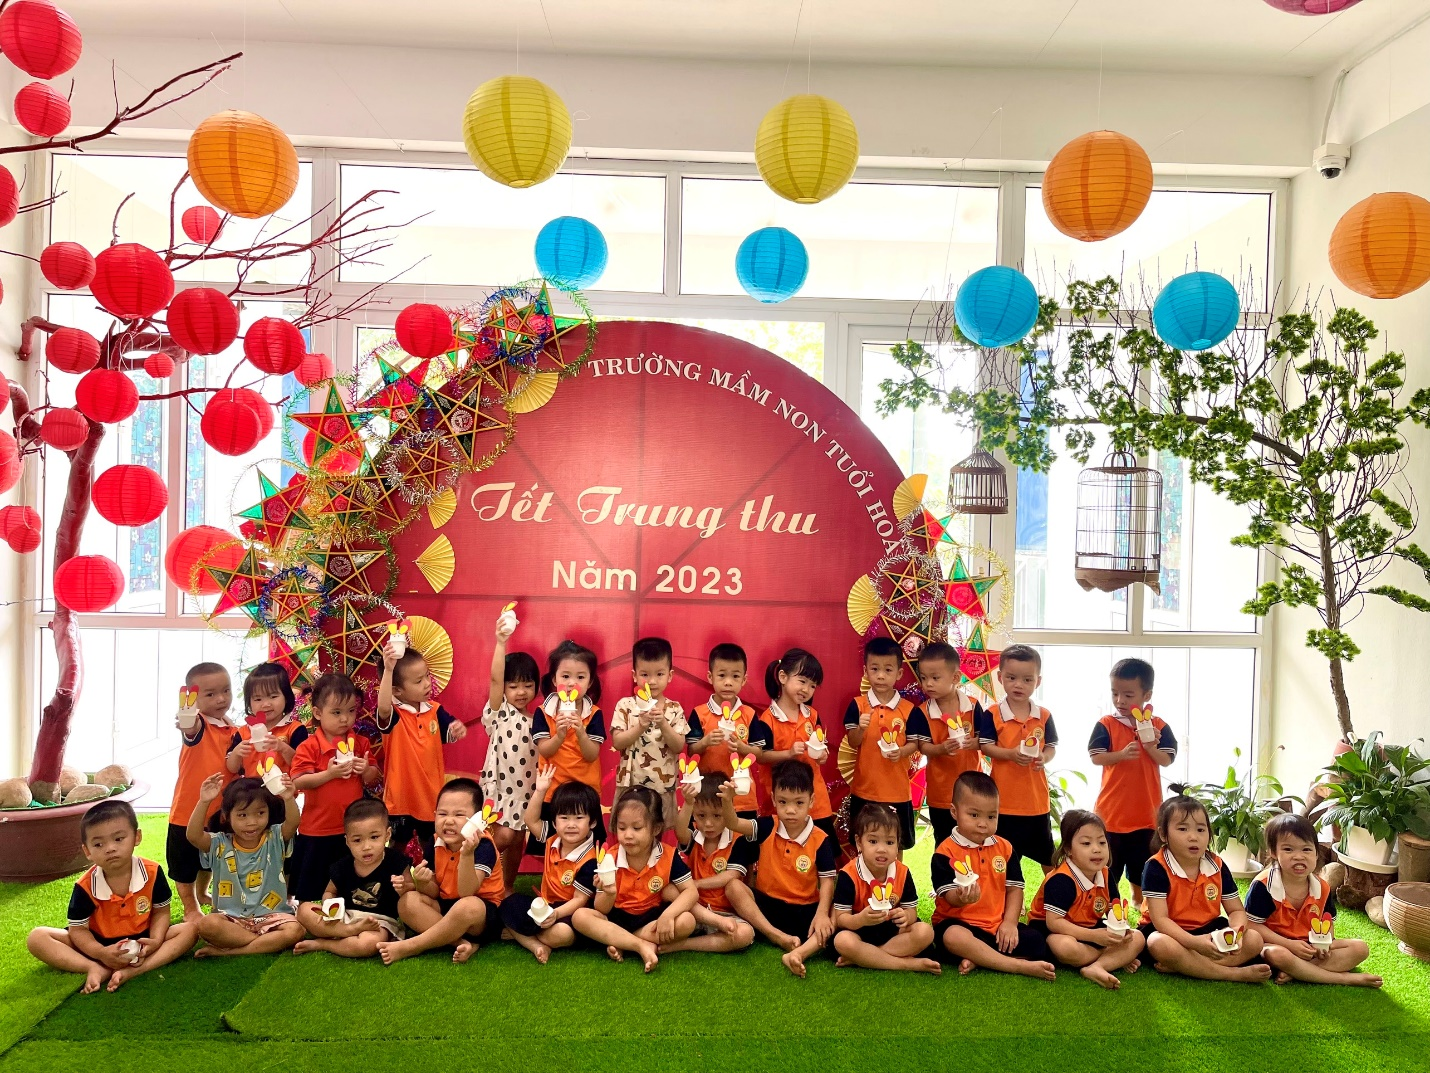 TRƯỜNG MẦM NON TUỔI HOA
Tết Trung thu
Năm 2023